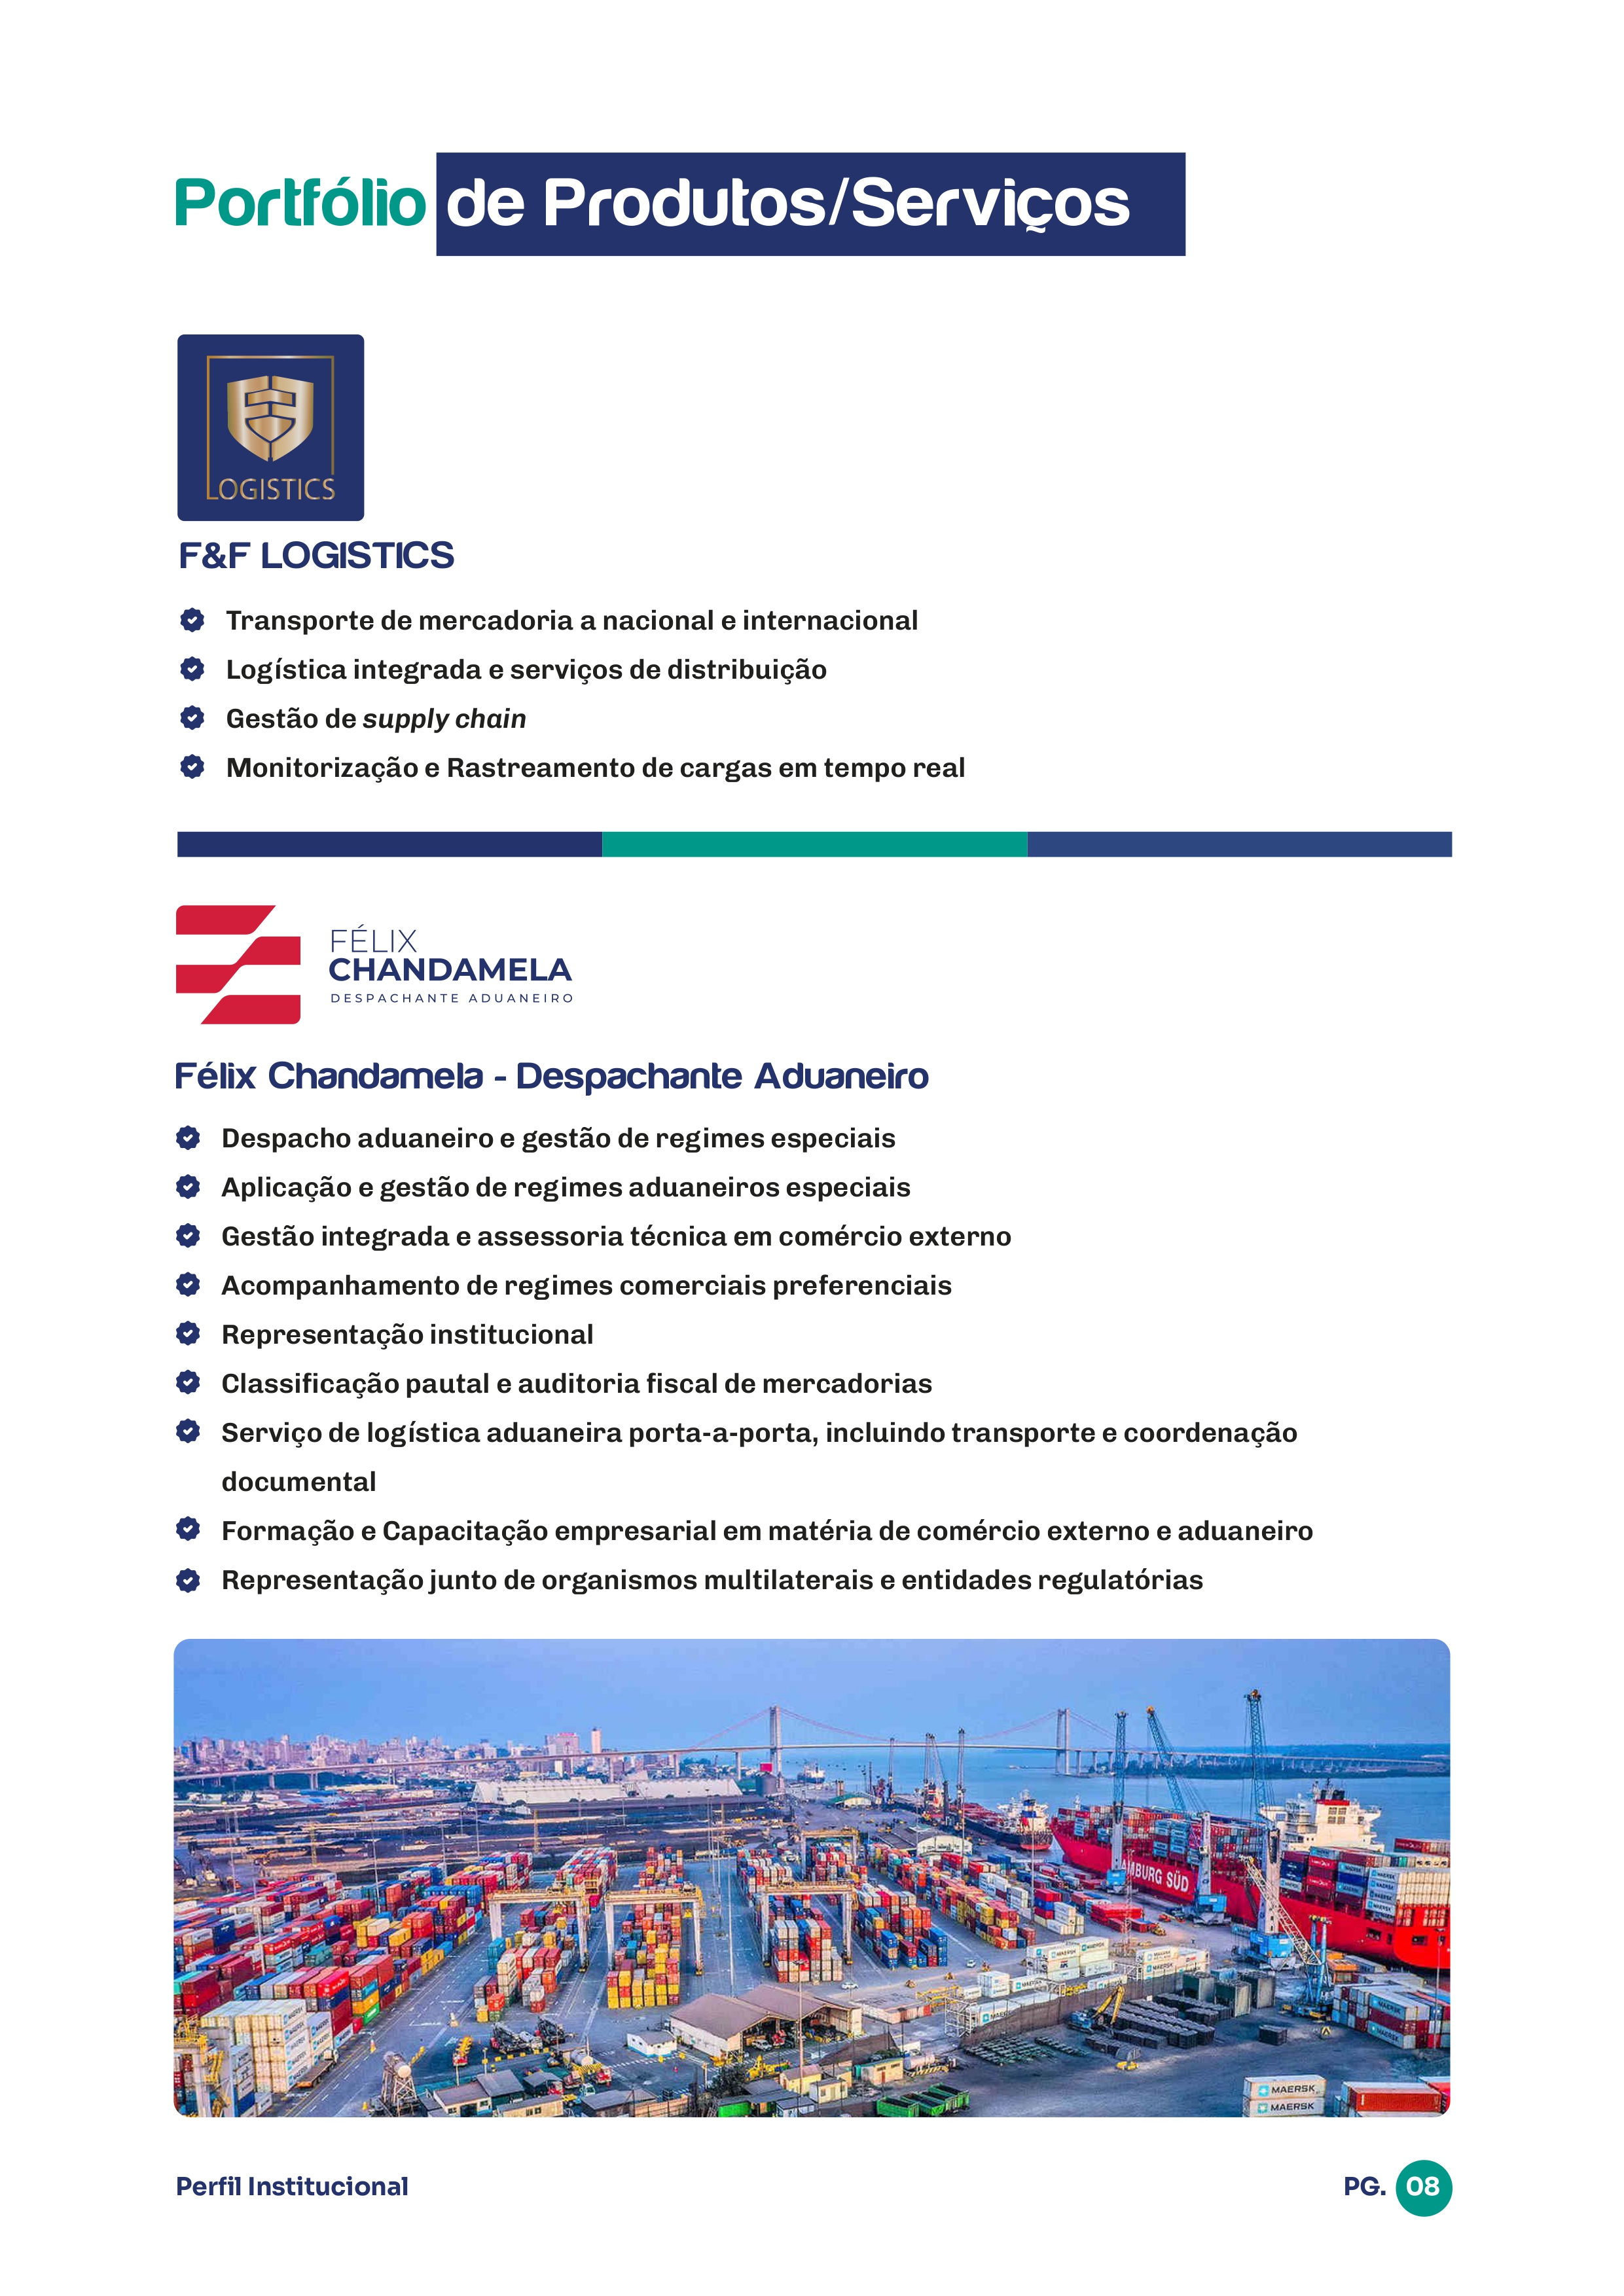 Portfólio de Produtos/Serviços
LOGISTICS
F&F LOGISTICS
Transporte de mercadoria a nacional e internacional
Logística integrada e serviços de distribuição
Gestão de supply chain
Monitorização e Rastreamento de cargas em tempo real
FÉLIX
CHANDAMELA
DESPACHANTE ADUANEIRO
Félix Chandamela - Despachante Aduaneiro
Despacho aduaneiro e gestão de regimes especiais
Aplicação e gestão de regimes aduaneiros especiais
Gestão integrada e assessoria técnica em comércio externo
Acompanhamento de regimes comerciais preferenciais
Representação institucional
Classificação pautal e auditoria fiscal de mercadorias
Serviço de logística aduaneira porta-a-porta, incluindo transporte e coordenação
documental
Formação e Capacitação empresarial em matéria de comércio externo e aduaneiro
Representação junto de organismos multilaterais e entidades regulatórias
AMBURG SÜD
MAERSK
MAERSK
Perfil Institucional
PG. 08